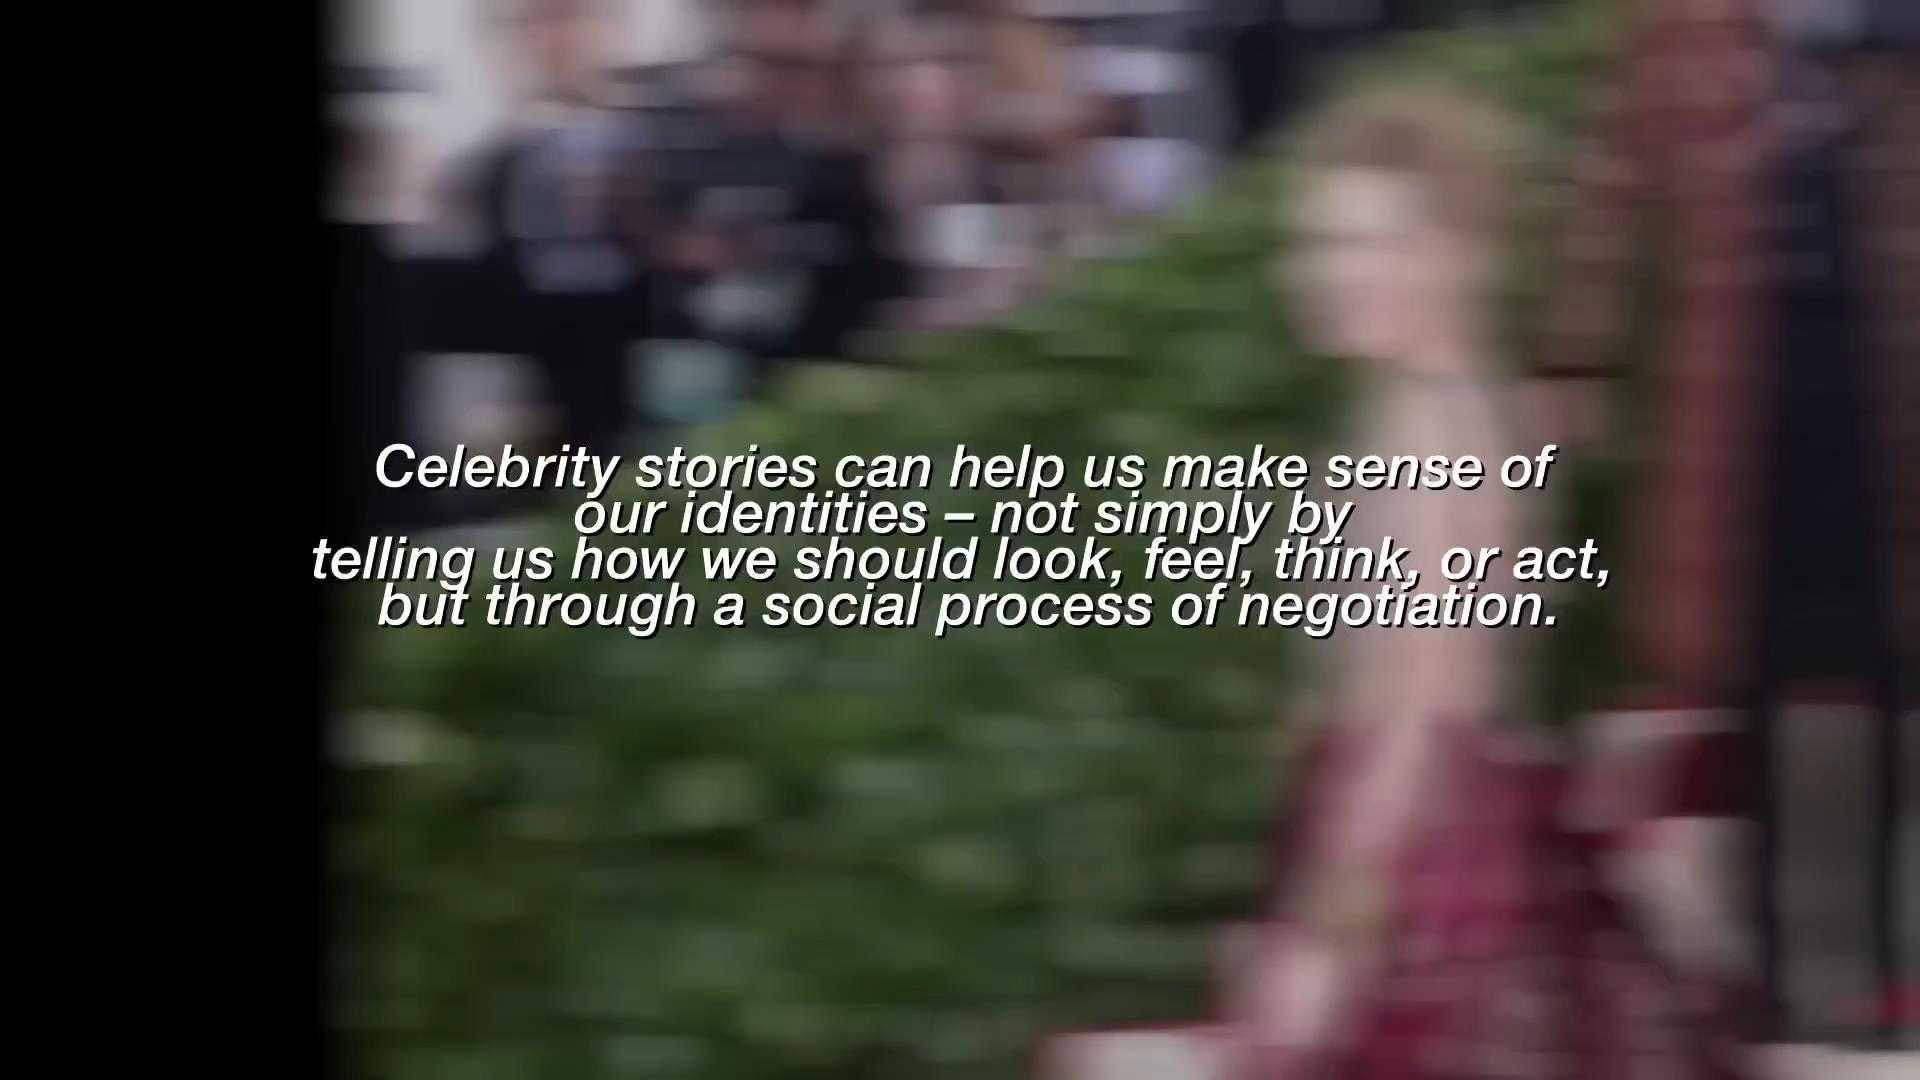 Celebrity stories can help us make sense of
our identities – not simply by
telling us how we should look, feel, think, or act,
but through a social process of negotiation.